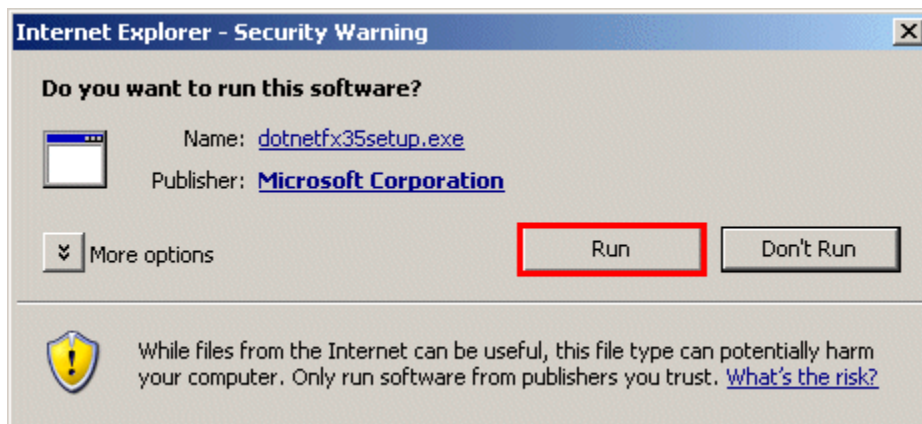 Internet Explorer - Security Warning
Do you want to run this software?
Name: dotnetfx35setup.exe
Publisher: Microsoft Corporation
More options
Run
Don't Run
While files from the Internet can be useful, this file type can potentially harm
your computer. Only run software from publishers you trust. What's the risk?